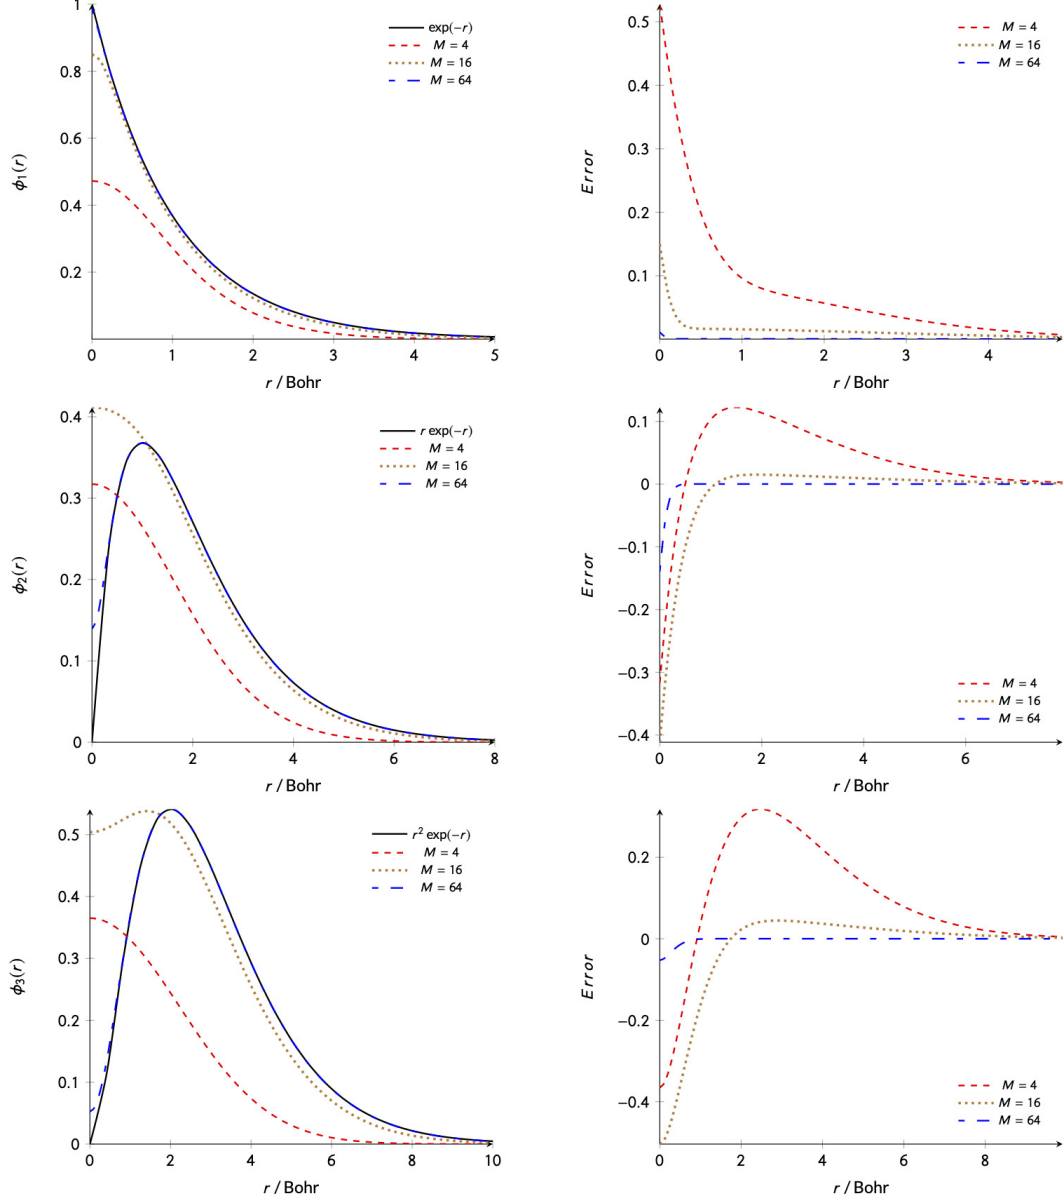 1
0.8
0.6
0.4
0.2
0 1 2 3 4 5
r / Bohr
ϕ1(r)
exp(−r)
M = 4
M = 16
M = 64
0.5
0.4
0.3
0.2
0.1
0 1 2 3 4
r / Bohr
Error
M = 4
M = 16
M = 64
0.4
0.3
0.2
0.1
0
0 2 4 6 8
r / Bohr
ϕ2(r)
r exp(−r)
M = 4
M = 16
M = 64
0.1
0
−0.1
−0.2
−0.3
−0.4
0 2 4 6
r / Bohr
Error
M = 4
M = 16
M = 64
0.5
0.4
0.3
0.2
0.1
0
0 2 4 6 8 10
r / Bohr
ϕ3(r)
r² exp(−r)
M = 4
M = 16
M = 64
0.2
0
−0.2
−0.4
0 2 4 6 8
r / Bohr
Error
M = 4
M = 16
M = 64